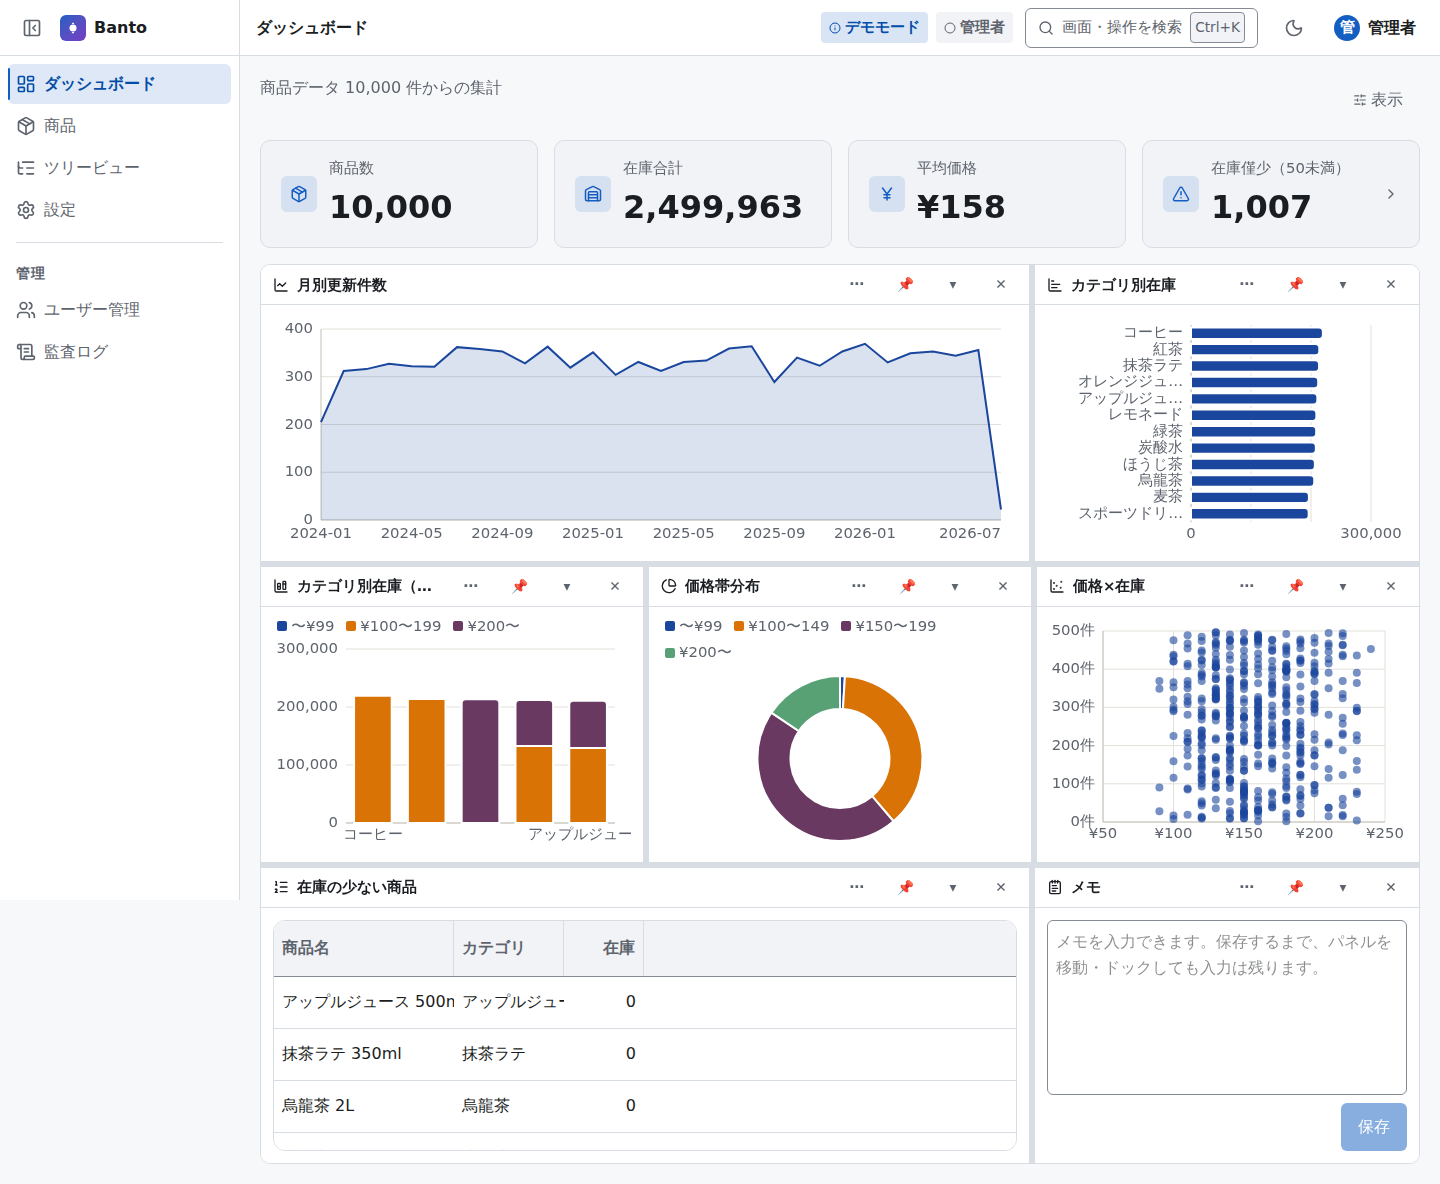 Banto
ダッシュボード
デモモード
管理者
画面・操作を検索 Ctrl+K
管 管理者
ダッシュボード
商品
ツリービュー
設定
管理
ユーザー管理
監査ログ
商品データ 10,000 件からの集計
表示
商品数
10,000
在庫合計
2,499,963
平均価格
¥158
在庫僅少（50未満）
1,007
月別更新件数
400
300
200
100
0
2024-01 2024-05 2024-09 2025-01 2025-05 2025-09 2026-01 2026-07
カテゴリ別在庫
コーヒー
紅茶
抹茶ラテ
オレンジジュ…
アップルジュ…
レモネード
緑茶
炭酸水
ほうじ茶
烏龍茶
麦茶
スポーツドリ…
0 300,000
カテゴリ別在庫（…
〜¥99 ¥100〜199 ¥200〜
300,000
200,000
100,000
0
コーヒー アップルジュー
価格帯分布
〜¥99 ¥100〜149 ¥150〜199
¥200〜
価格×在庫
500件
400件
300件
200件
100件
0件
¥50 ¥100 ¥150 ¥200 ¥250
在庫の少ない商品
商品名 カテゴリ 在庫
アップルジュース 500m アップルジュー 0
抹茶ラテ 350ml 抹茶ラテ 0
烏龍茶 2L 烏龍茶 0
メモ
メモを入力できます。保存するまで、パネルを
移動・ドックしても入力は残ります。
保存